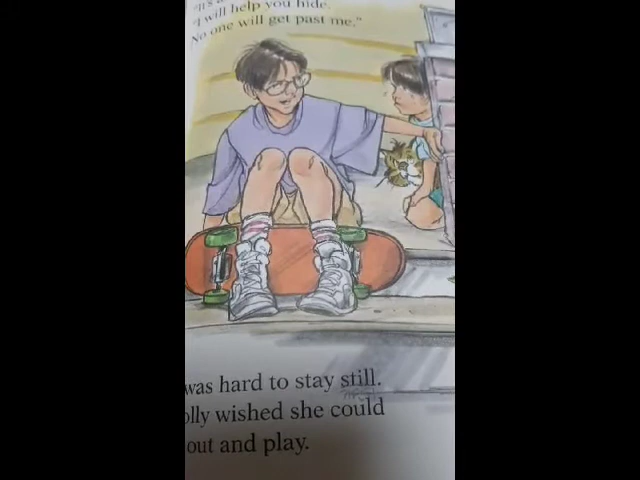 "It's
"I will help you hide.
No one will get past me."
was hard to stay still.
olly wished she could
out and play.